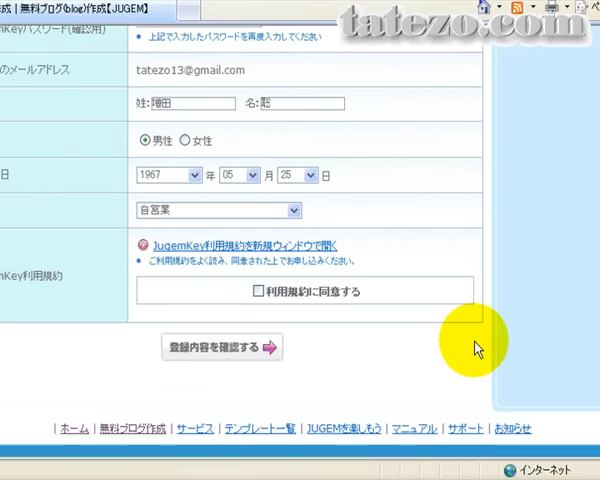 成 | 無料ブログ(blog)作成【JUGEM】
tatezo.com
emKeyパスワード(確認用)
上記で入力したパスワードを再度入力してください
のメールアドレス
tatezo13@gmail.com
姓: 増田 名: 聡
男性 女性
日
1967 年 05 月 25 日
自営業
JugemKey利用規約を新規ウィンドウで開く
ご利用規約をよく読み、同意された上でお申し込みください。
mKey利用規約
利用規約に同意する
登録内容を確認する
| ホーム | 無料ブログ作成 | サービス | テンプレート一覧 | JUGEMを楽しもう | マニュアル | サポート | お知らせ
インターネット